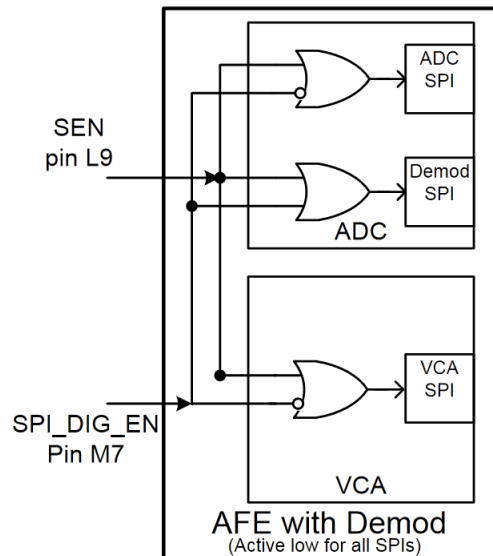 ADC
SPI
SEN
pin L9
Demod
SPI
ADC
VCA
SPI
SPI_DIG_EN
Pin M7
VCA
AFE with Demod
(Active low for all SPIs)